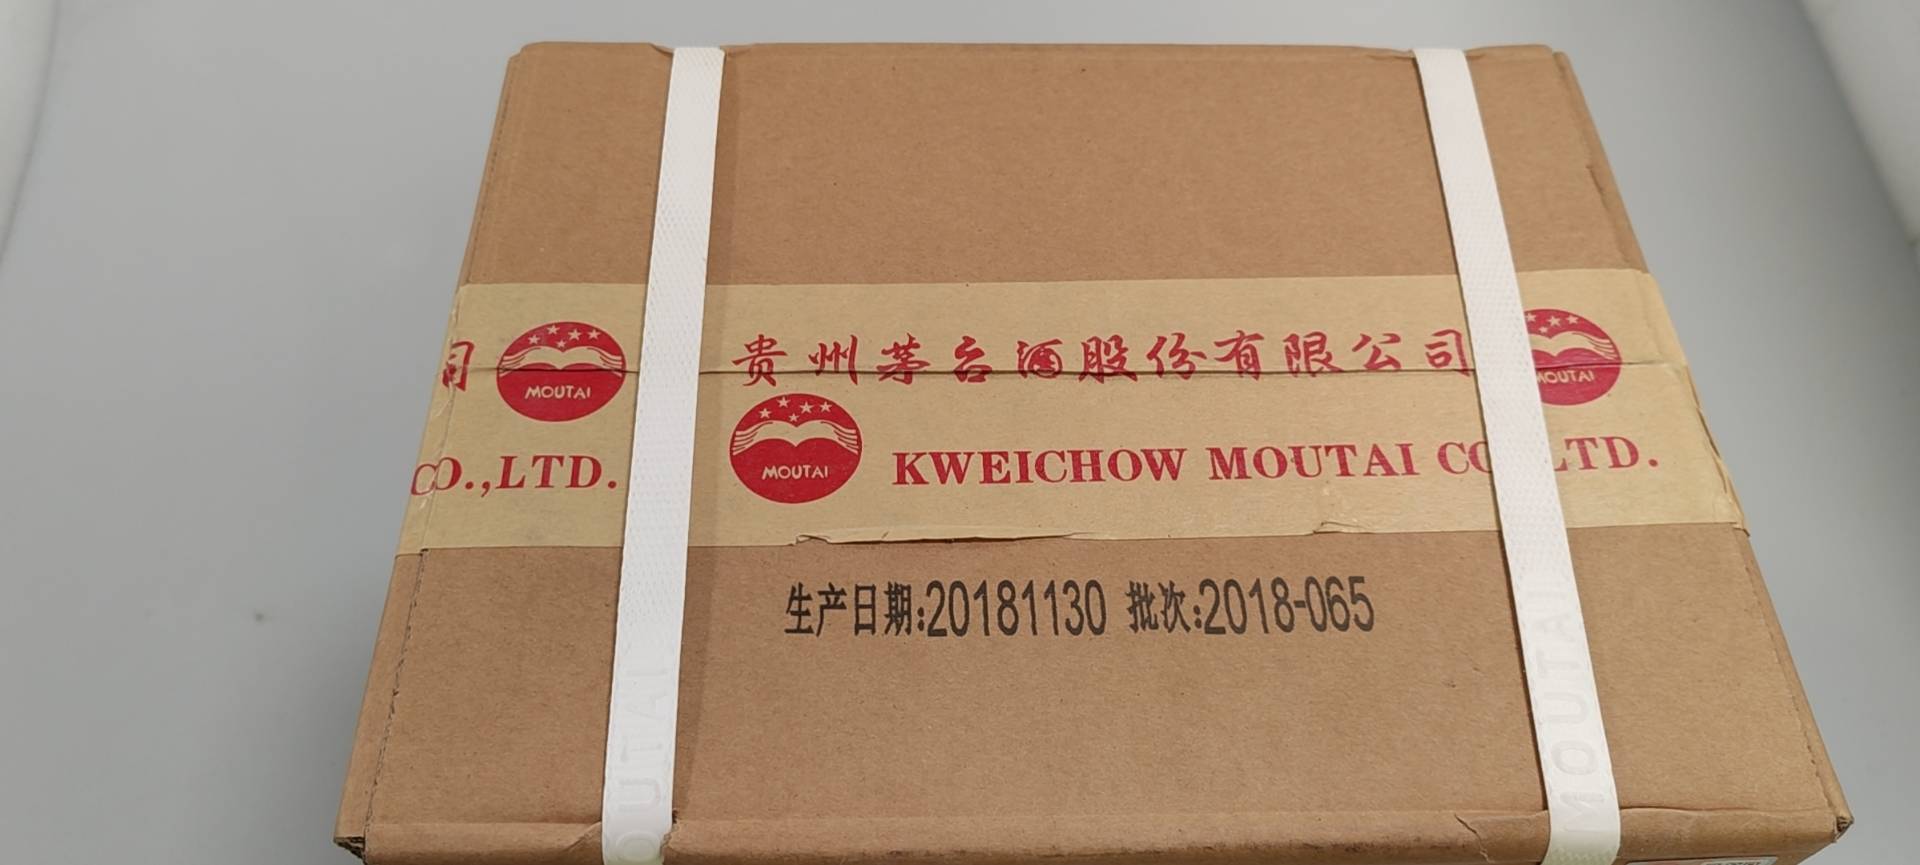 司 MOUTAI 贵州茅台酒股份有限公司 MOUTAI
CO.,LTD. MOUTAI KWEICHOW MOUTAI CO LTD.
生产日期:20181130 批次:2018-065
OUTAI
MOUTAI